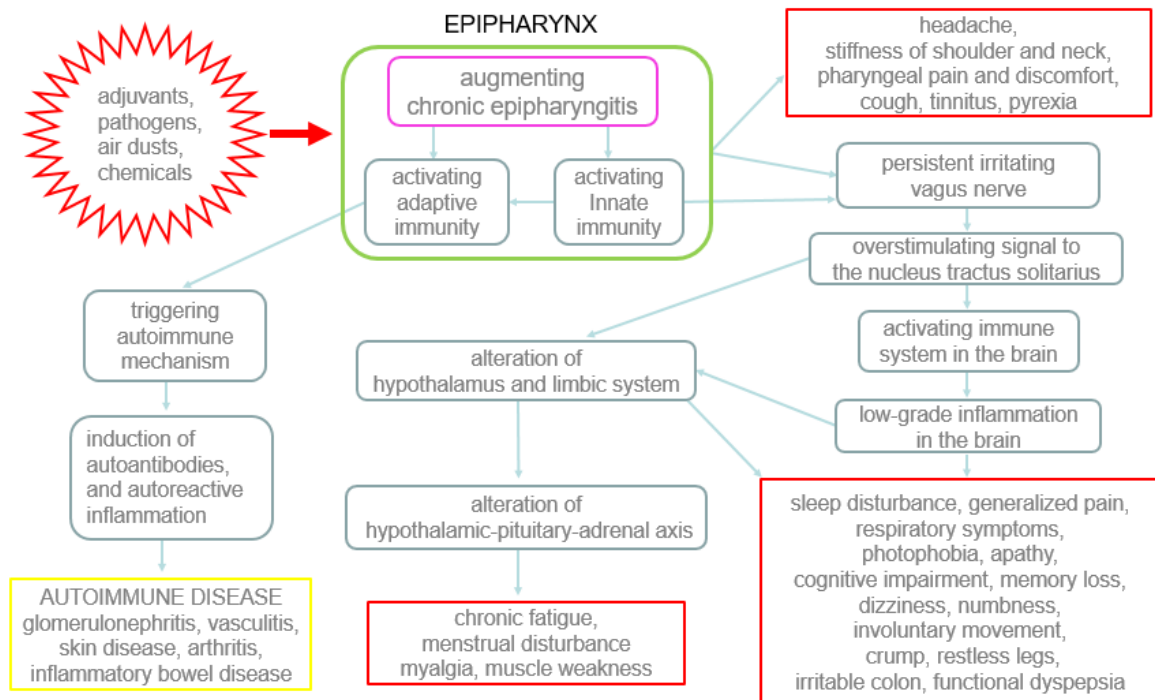 EPIPHARYNX
adjuvants,
pathogens,
air dusts,
chemicals
augmenting
chronic epipharyngitis
activating
adaptive
immunity
activating
Innate
immunity
headache,
stiffness of shoulder and neck,
pharyngeal pain and discomfort,
cough, tinnitus, pyrexia
persistent irritating
vagus nerve
overstimulating signal to
the nucleus tractus solitarius
triggering
autoimmune
mechanism
activating immune
system in the brain
alteration of
hypothalamus and limbic system
low-grade inflammation
in the brain
induction of
autoantibodies,
and autoreactive
inflammation
alteration of
hypothalamic-pituitary-adrenal axis
sleep disturbance, generalized pain,
respiratory symptoms,
photophobia, apathy,
cognitive impairment, memory loss,
dizziness, numbness,
involuntary movement,
crump, restless legs,
irritable colon, functional dyspepsia
AUTOIMMUNE DISEASE
glomerulonephritis, vasculitis,
skin disease, arthritis,
inflammatory bowel disease
chronic fatigue,
menstrual disturbance
myalgia, muscle weakness